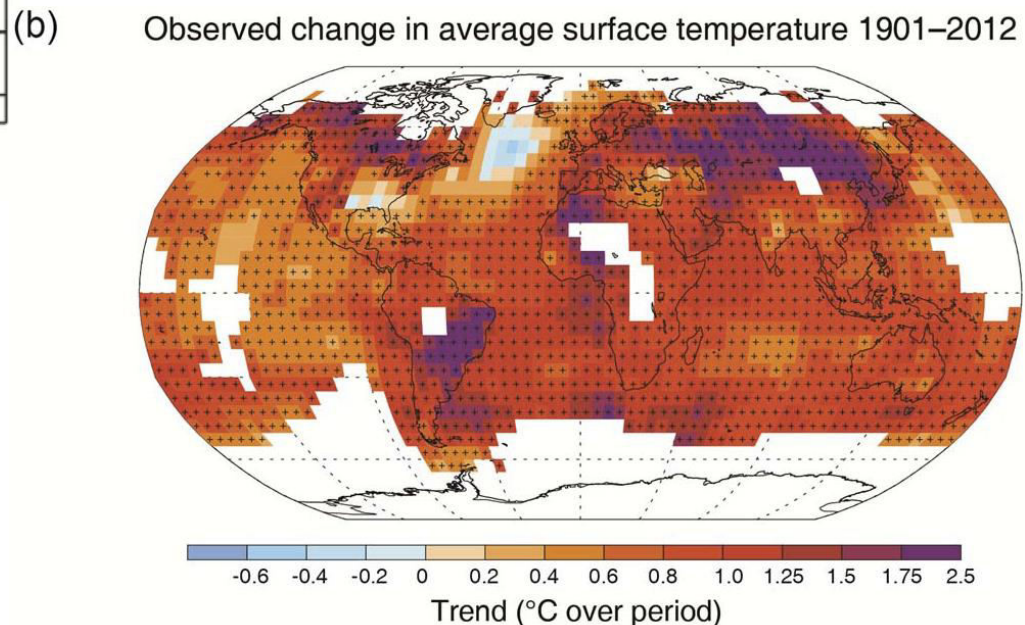 (b)
Observed change in average surface temperature 1901–2012
-0.6 -0.4 -0.2 0 0.2 0.4 0.6 0.8 1.0 1.25 1.5 1.75 2.5
Trend (°C over period)